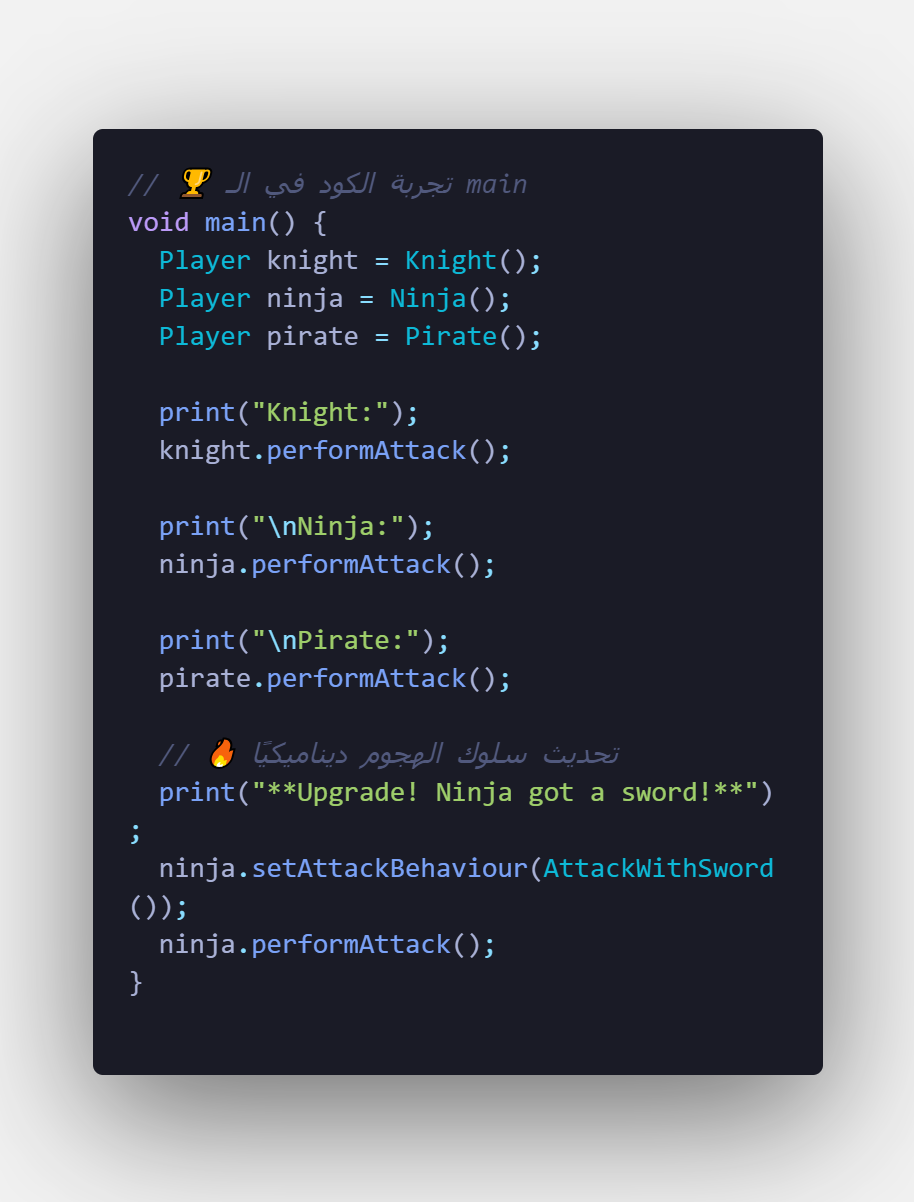 // 🏆 تجربة الكود في الـ main
void main() {
  Player knight = Knight();
  Player ninja = Ninja();
  Player pirate = Pirate();

  print("Knight:");
  knight.performAttack();

  print("\nNinja:");
  ninja.performAttack();

  print("\nPirate:");
  pirate.performAttack();

  // 🔥 تحديث سلوك الهجوم ديناميكيًا
  print("**Upgrade! Ninja got a sword!**")
;
  ninja.setAttackBehaviour(AttackWithSword
());
  ninja.performAttack();
}